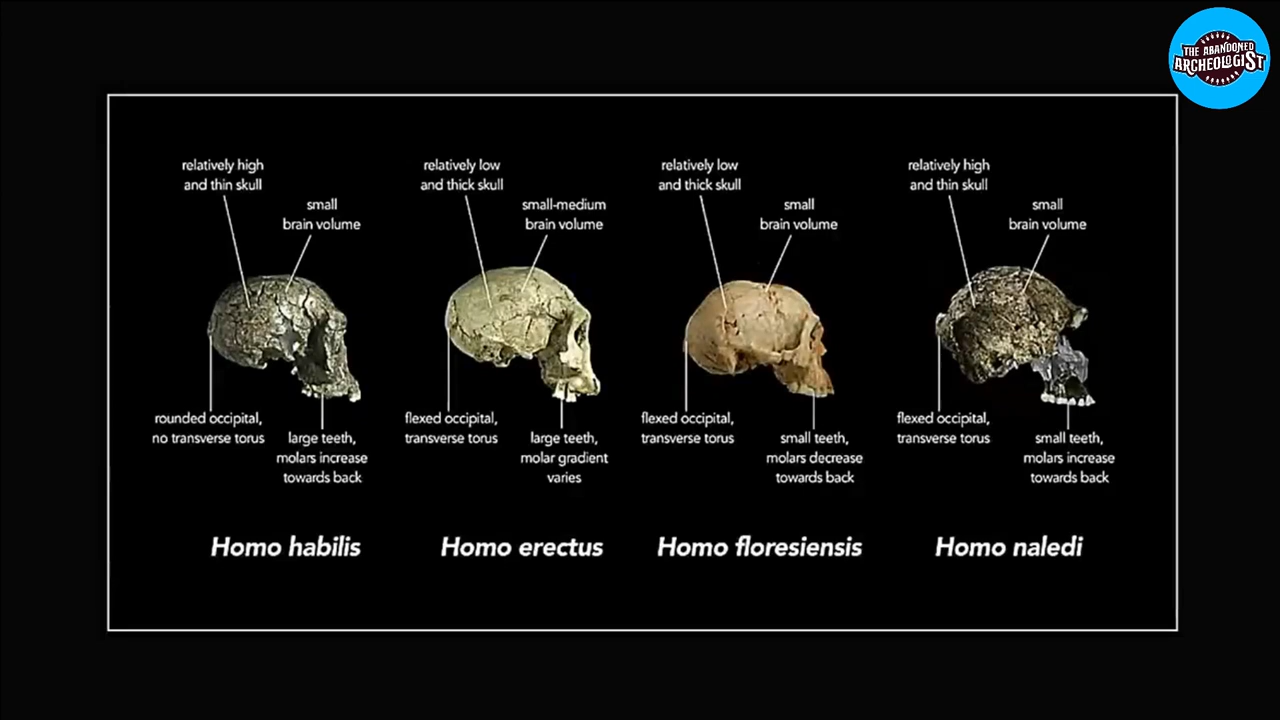 THE ABANDONED
ARCHEOLOGIST
relatively high
and thin skull
small
brain volume
rounded occipital,
no transverse torus
large teeth,
molars increase
towards back
Homo habilis
relatively low
and thick skull
small-medium
brain volume
flexed occipital,
transverse torus
large teeth,
molar gradient
varies
Homo erectus
relatively low
and thick skull
small
brain volume
flexed occipital,
transverse torus
small teeth,
molars decrease
towards back
Homo floresiensis
relatively high
and thin skull
small
brain volume
flexed occipital,
transverse torus
small teeth,
molars increase
towards back
Homo naledi